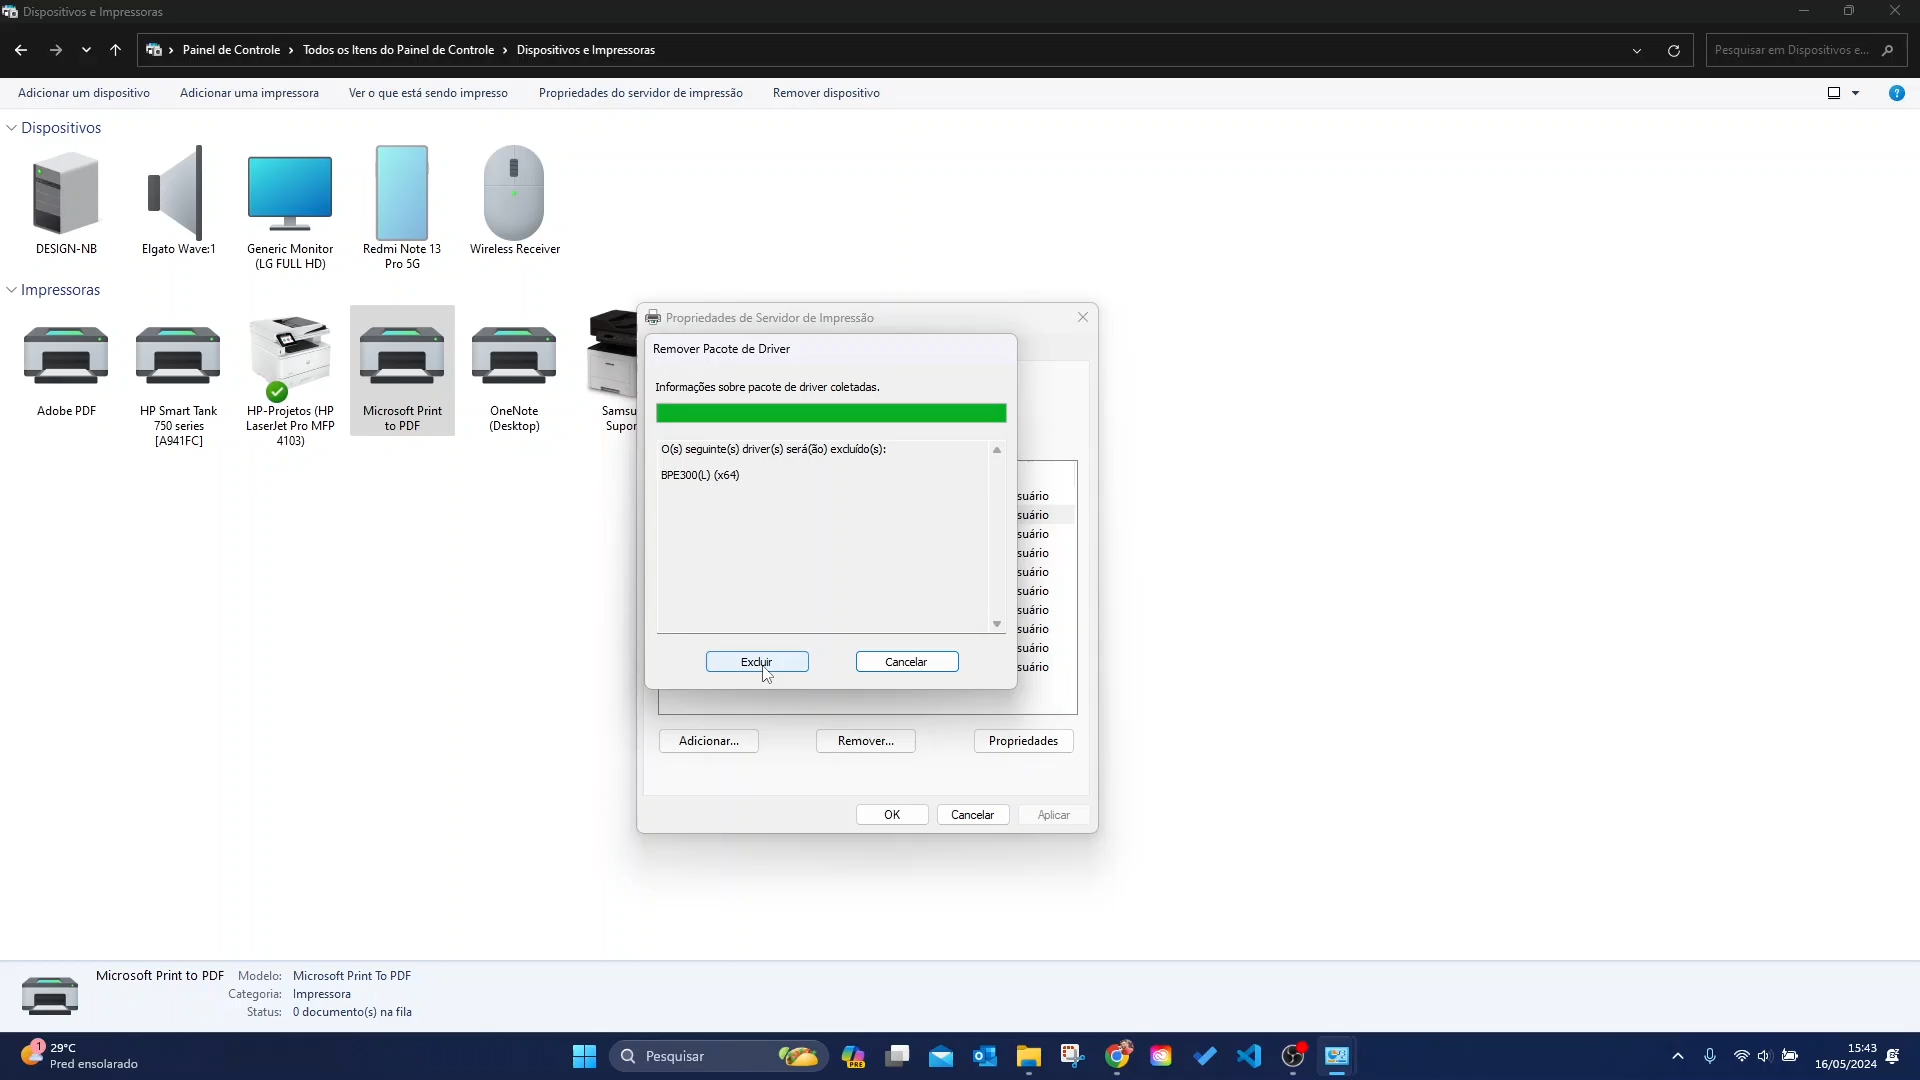 Dispositivos e Impressoras
Painel de Controle > Todos os Itens do Painel de Controle > Dispositivos e Impressoras
Pesquisar em Dispositivos e...
Adicionar um dispositivo
Adicionar uma impressora
Ver o que está sendo impresso
Propriedades do servidor de impressão
Remover dispositivo
?
Dispositivos
DESIGN-NB
Elgato Wave:1
Generic Monitor
(LG FULL HD)
Redmi Note 13
Pro 5G
Wireless Receiver
Impressoras
Adobe PDF
HP Smart Tank
750 series
[A941FC]
HP-Projetos (HP
LaserJet Pro MFP
4103)
Microsoft Print
to PDF
OneNote
(Desktop)
Samsu
Supor
Propriedades de Servidor de Impressão
Remover Pacote de Driver
Informações sobre pacote de driver coletadas.
O(s) seguinte(s) driver(s) será(ão) excluído(s):
BPE300(L) (x64)
Excluir
Cancelar
suário
suário
suário
suário
suário
suário
suário
suário
suário
suário
Adicionar...
Remover...
Propriedades
OK
Cancelar
Aplicar
Microsoft Print to PDF
Modelo: Microsoft Print To PDF
Categoria: Impressora
Status: 0 documento(s) na fila
1
29°C
Pred ensolarado
Pesquisar
PRE
15:43
16/05/2024